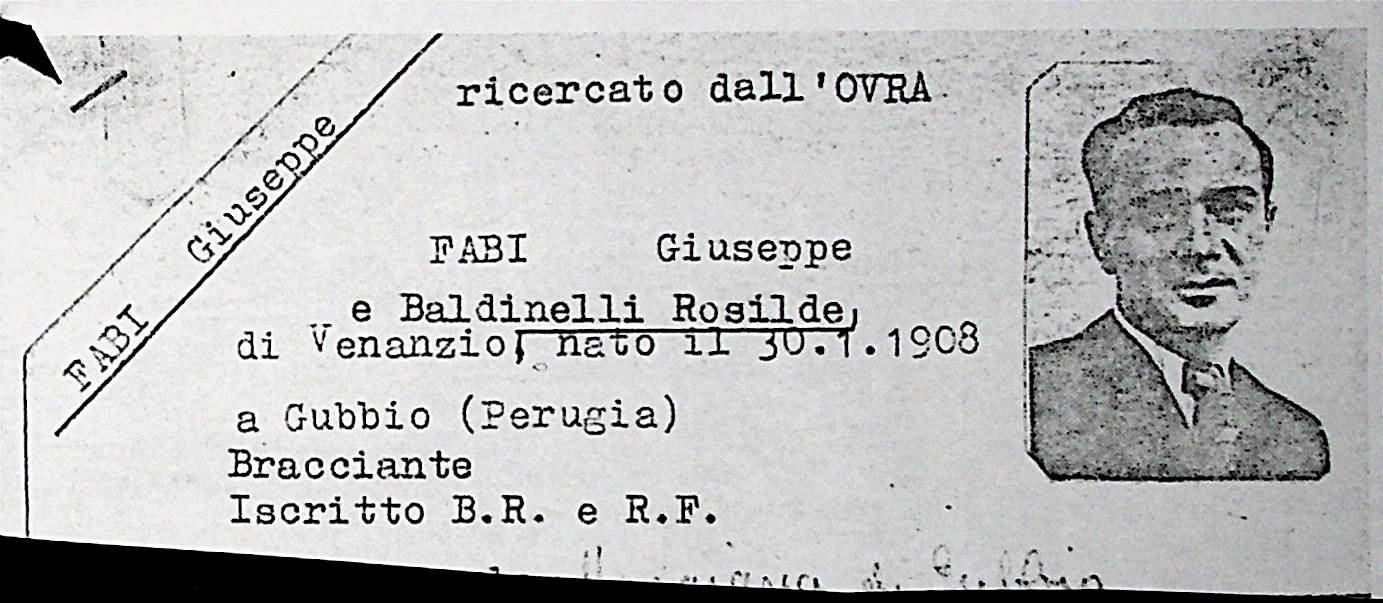 ricercato dall'OVRA
FABI Giuseppe
FABI Giuseppe
e Baldinelli Rosilde,
di Venanzio, nato il 30.1.1908
a Gubbio (Perugia)
Bracciante
Iscritto B.R. e R.F.